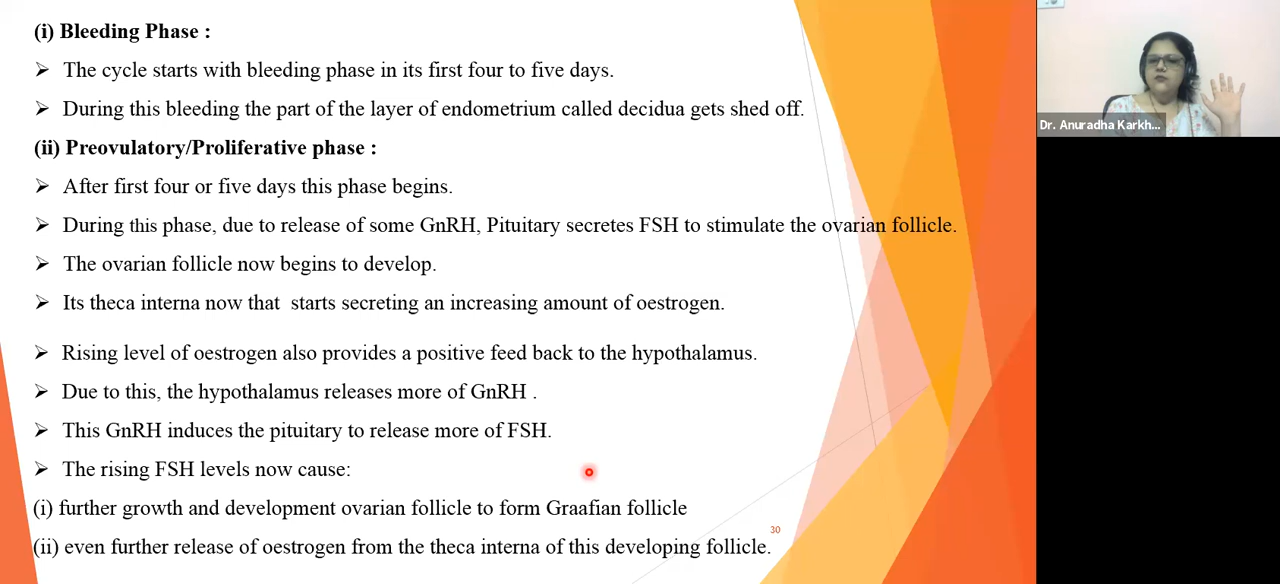 (i) Bleeding Phase :
➢ The cycle starts with bleeding phase in its first four to five days.
➢ During this bleeding the part of the layer of endometrium called decidua gets shed off.
(ii) Preovulatory/Proliferative phase :
➢ After first four or five days this phase begins.
➢ During this phase, due to release of some GnRH, Pituitary secretes FSH to stimulate the ovarian follicle.
➢ The ovarian follicle now begins to develop.
➢ Its theca interna now that starts secreting an increasing amount of oestrogen.
➢ Rising level of oestrogen also provides a positive feed back to the hypothalamus.
➢ Due to this, the hypothalamus releases more of GnRH .
➢ This GnRH induces the pituitary to release more of FSH.
➢ The rising FSH levels now cause:
(i) further growth and development ovarian follicle to form Graafian follicle
(ii) even further release of oestrogen from the theca interna of this developing follicle.
30
Dr. Anuradha Karkh...